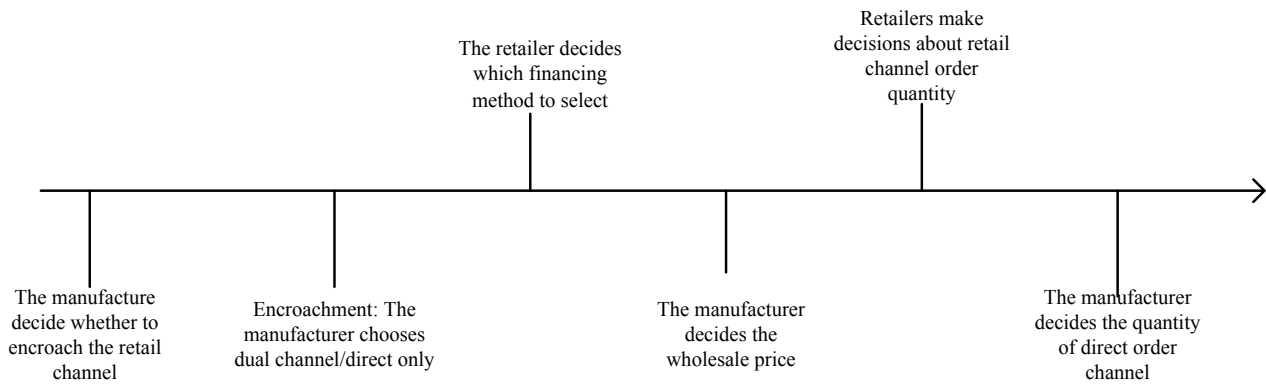 Retailers make
decisions about retail
channel order
quantity
The retailer decides
which financing
method to select
The manufacture
decide whether to
encroach the retail
channel
Encroachment: The
manufacturer chooses
dual channel/direct only
The manufacturer
decides the
wholesale price
The manufacturer
decides the quantity
of direct order
channel